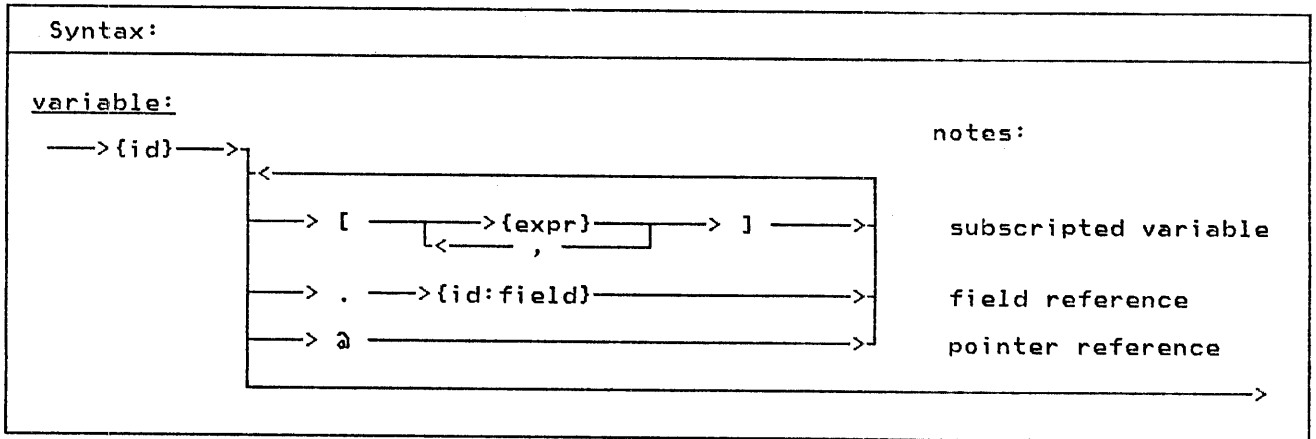 Syntax:
variable:
notes:
{id}
[ {expr} ] subscripted variable
,
. {id:field} field reference
@ pointer reference